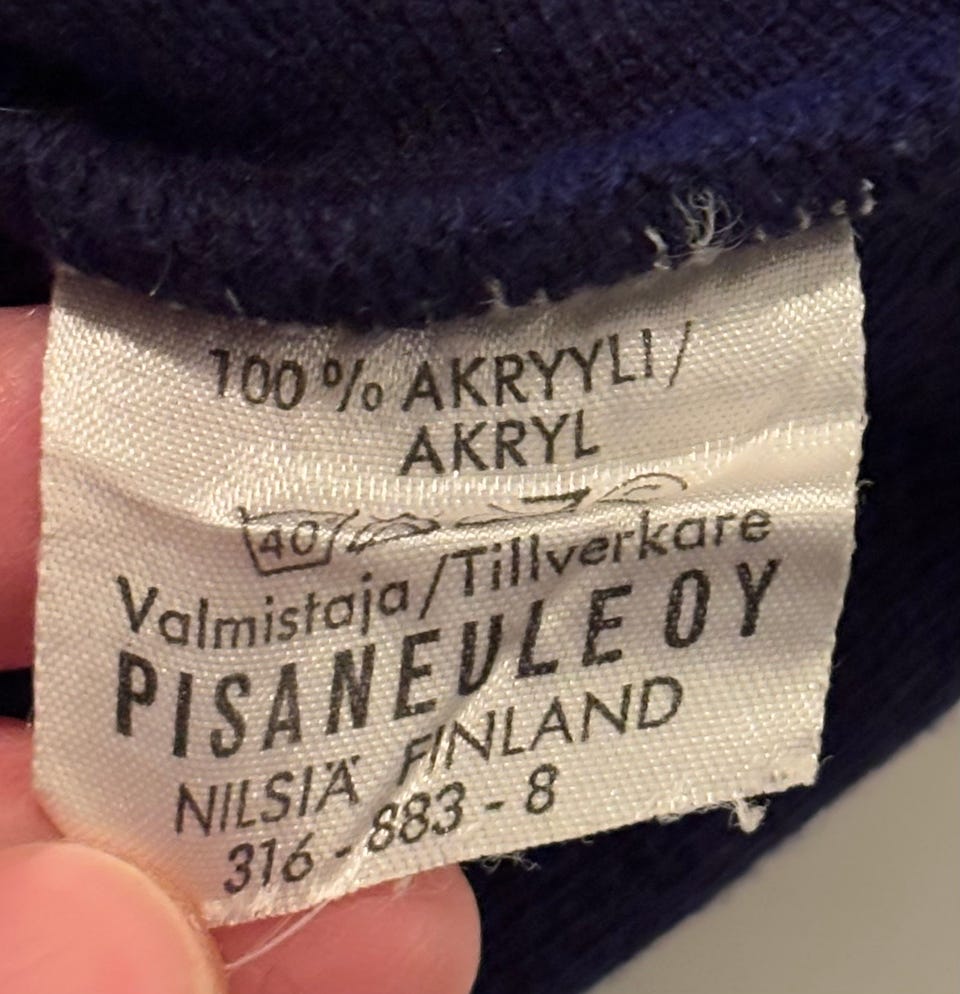 100 % AKRYYLI/
AKRYL
40
Valmistaja/Tillverkare
PISANEULE OY
NILSIÄ FINLAND
316-883-8